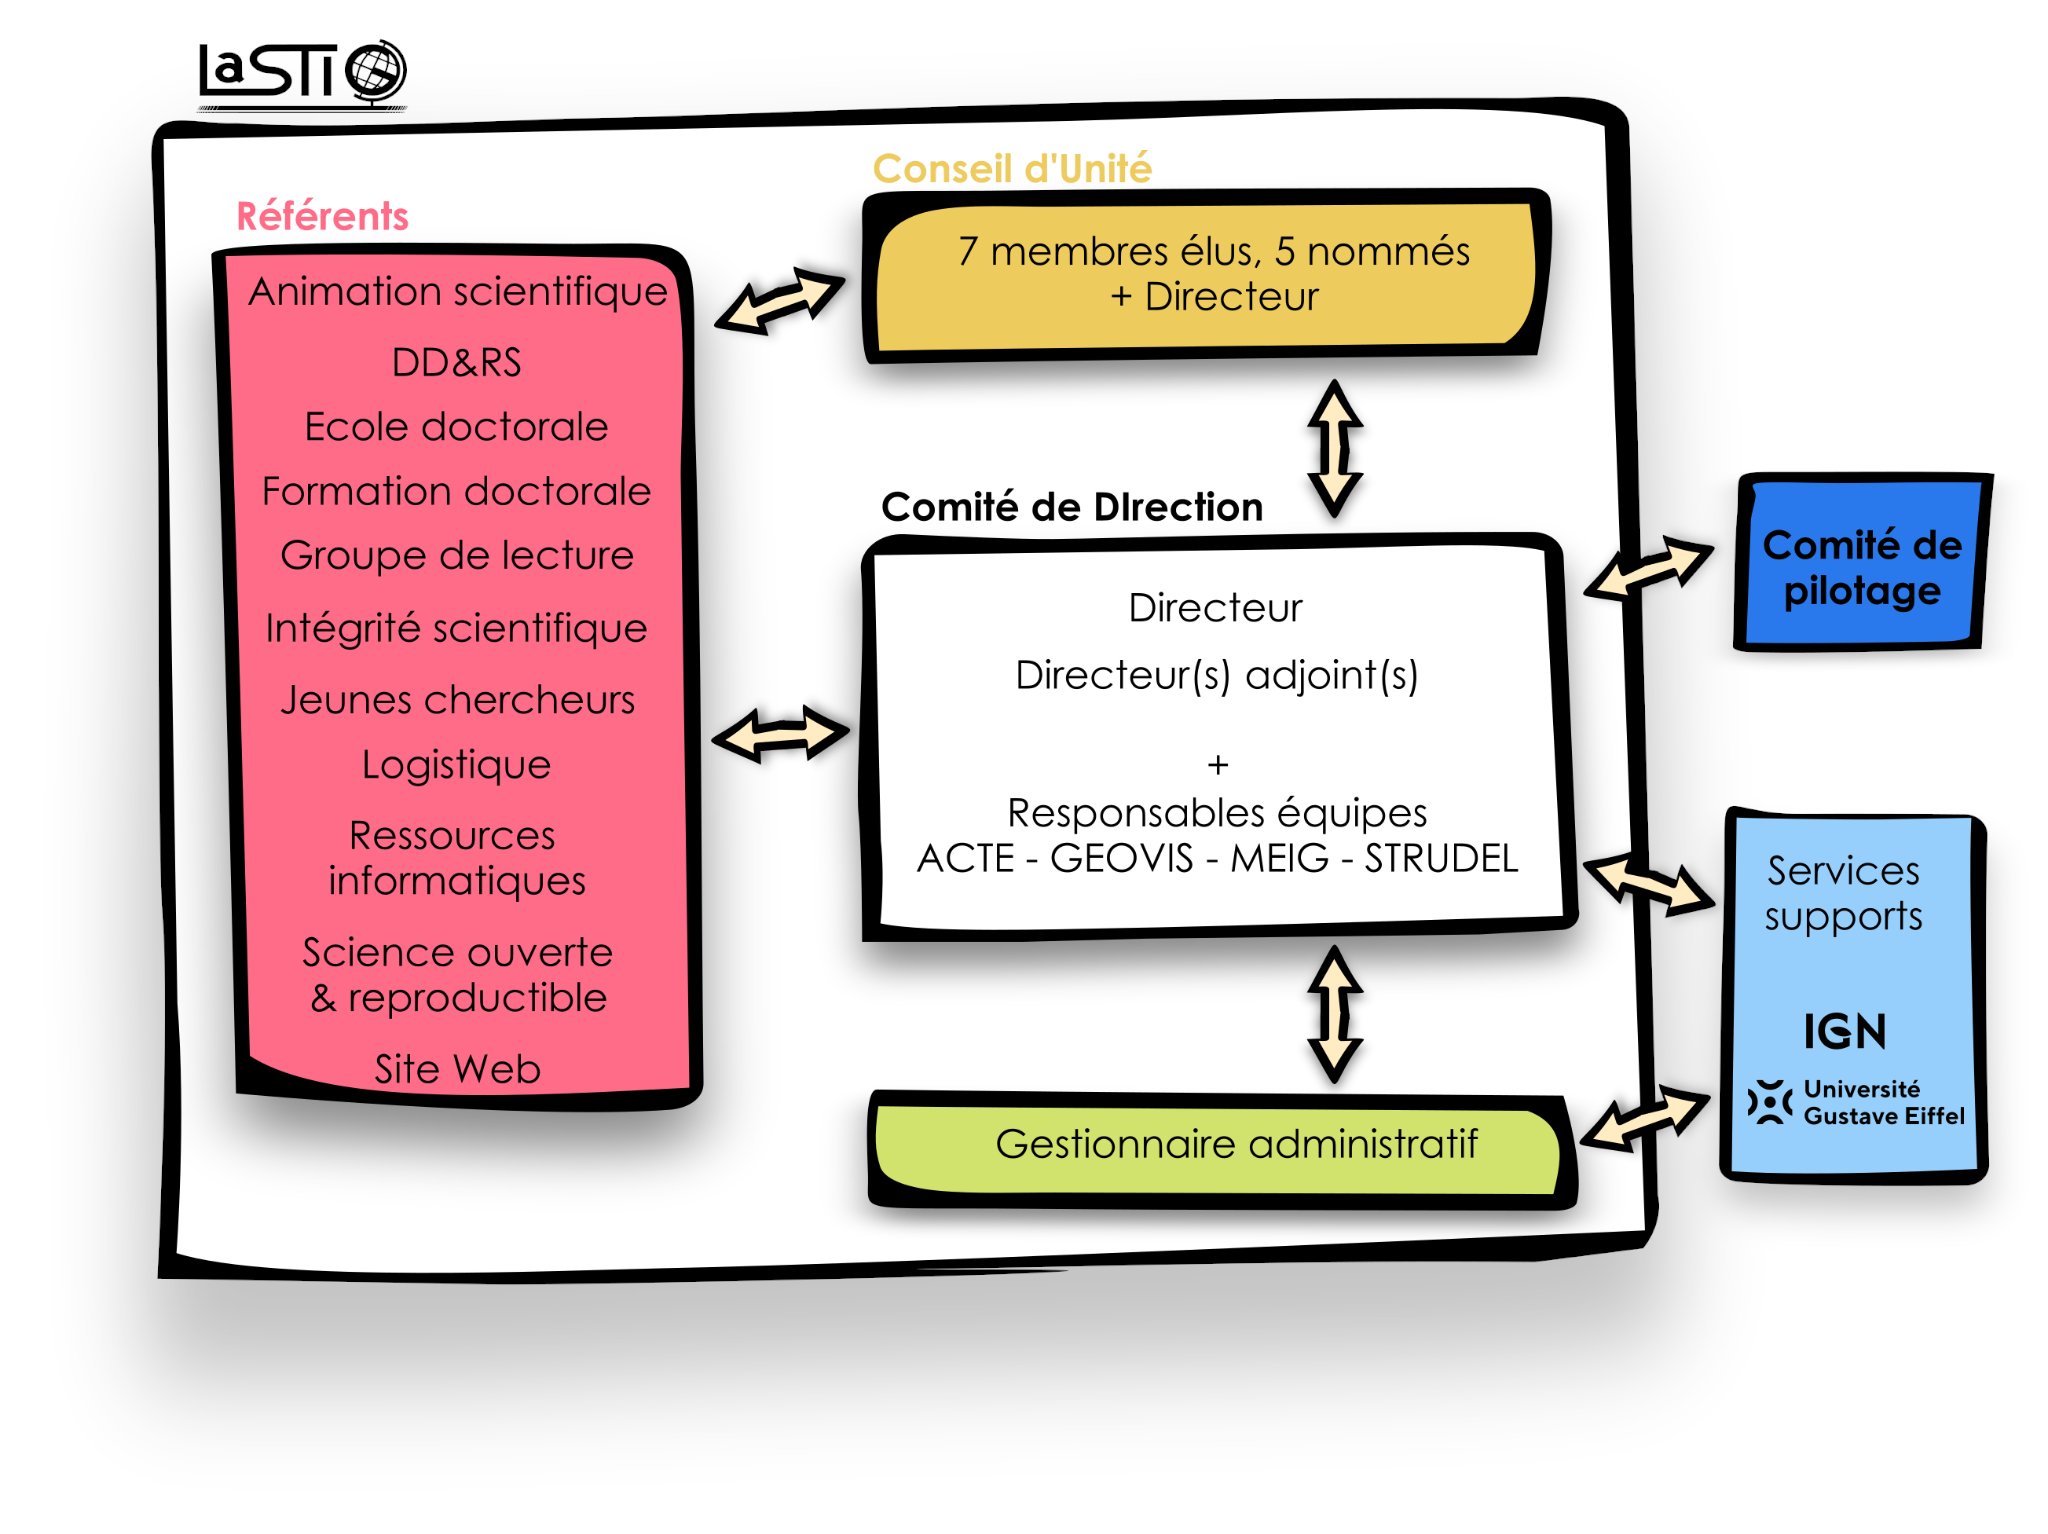 LaSTIG
Référents
Animation scientifique
DD&RS
Ecole doctorale
Formation doctorale
Groupe de lecture
Intégrité scientifique
Jeunes chercheurs
Logistique
Ressources
informatiques
Science ouverte
& reproductible
Site Web
Conseil d'Unité
7 membres élus, 5 nommés
+ Directeur
Comité de DIrection
Directeur
Directeur(s) adjoint(s)
+
Responsables équipes
ACTE - GEOVIS - MEIG - STRUDEL
Gestionnaire administratif
Comité de
pilotage
Services
supports
IGN
Université
Gustave Eiffel